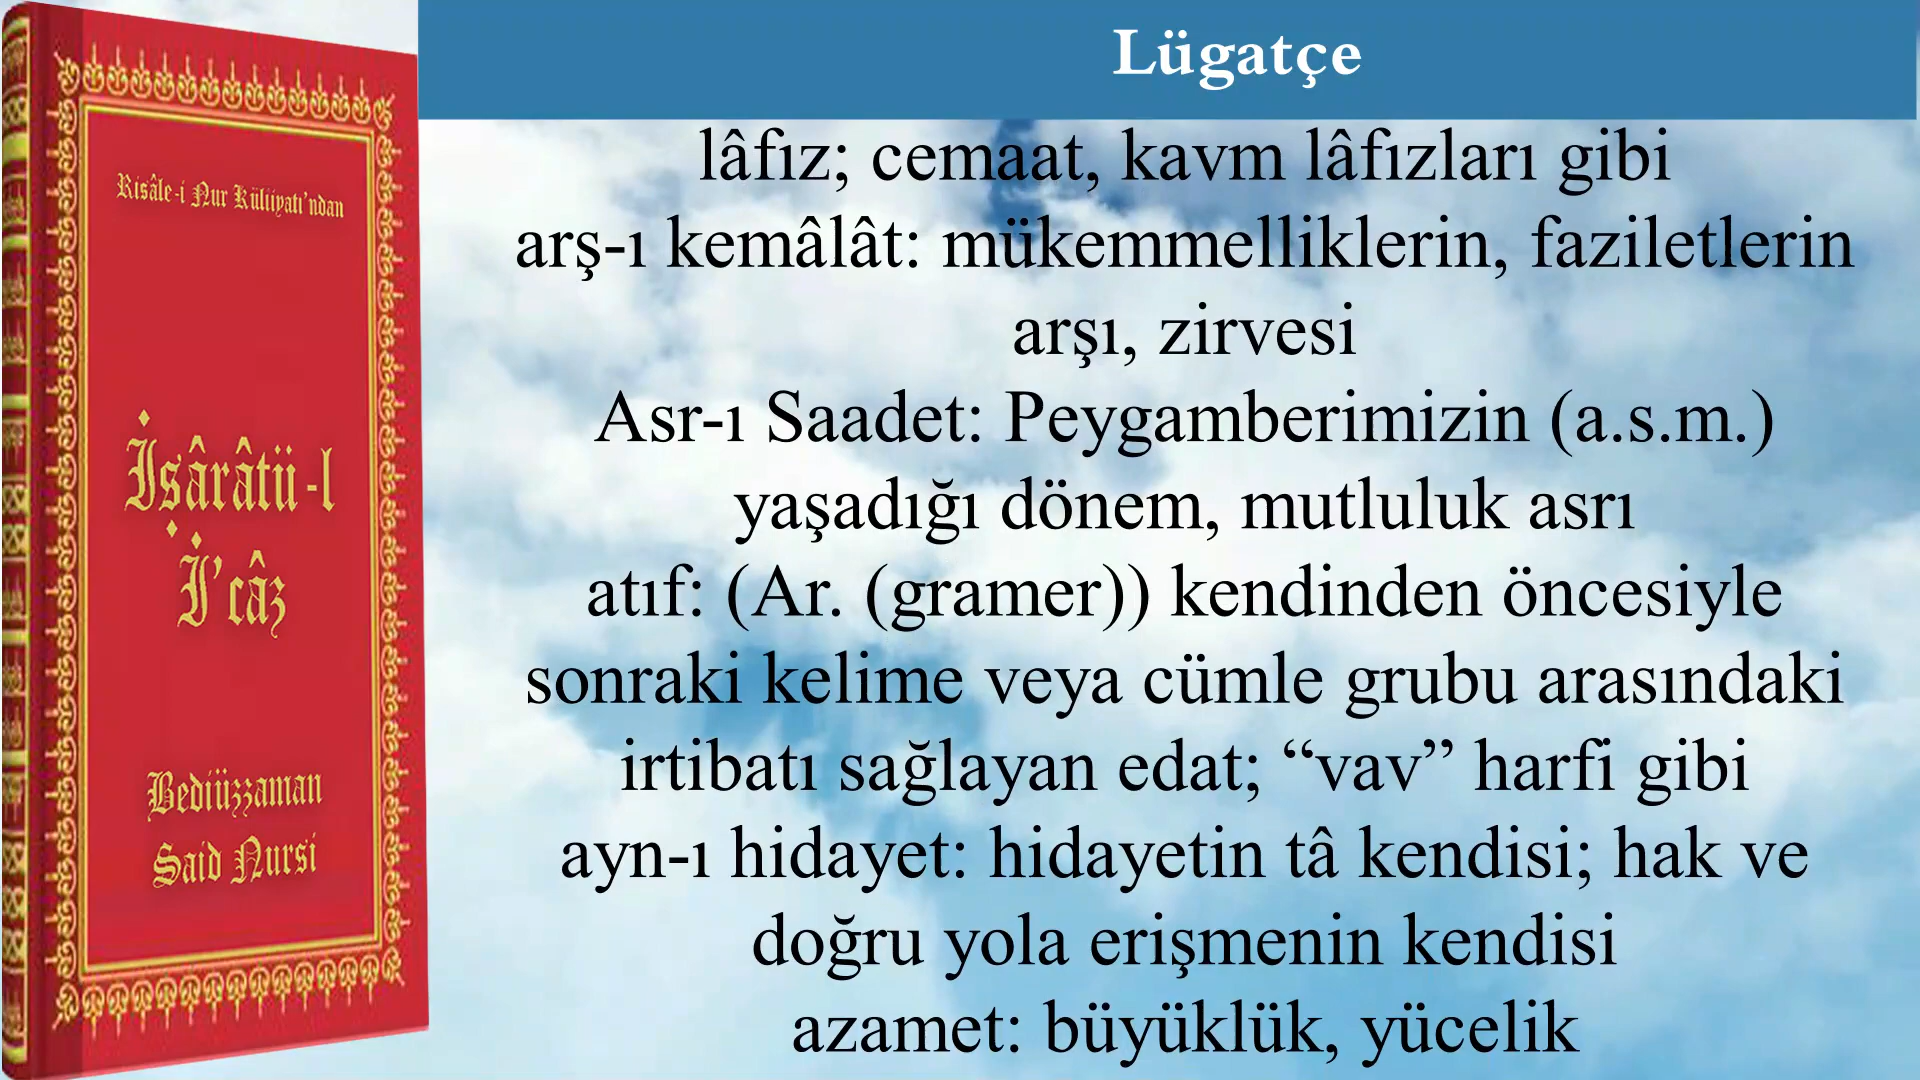 Risâle-i Nur Külliyatı'ndan
İşârâtü-l
İ'câz
Bediüzzaman
Said Nursi
Lügatçe
lâfız; cemaat, kavm lâfızları gibi
arş-ı kemâlât: mükemmelliklerin, faziletlerin
arşı, zirvesi
Asr-ı Saadet: Peygamberimizin (a.s.m.)
yaşadığı dönem, mutluluk asrı
atıf: (Ar. (gramer)) kendinden öncesiyle
sonraki kelime veya cümle grubu arasındaki
irtibatı sağlayan edat; “vav” harfi gibi
ayn-ı hidayet: hidayetin tâ kendisi; hak ve
doğru yola erişmenin kendisi
azamet: büyüklük, yücelik